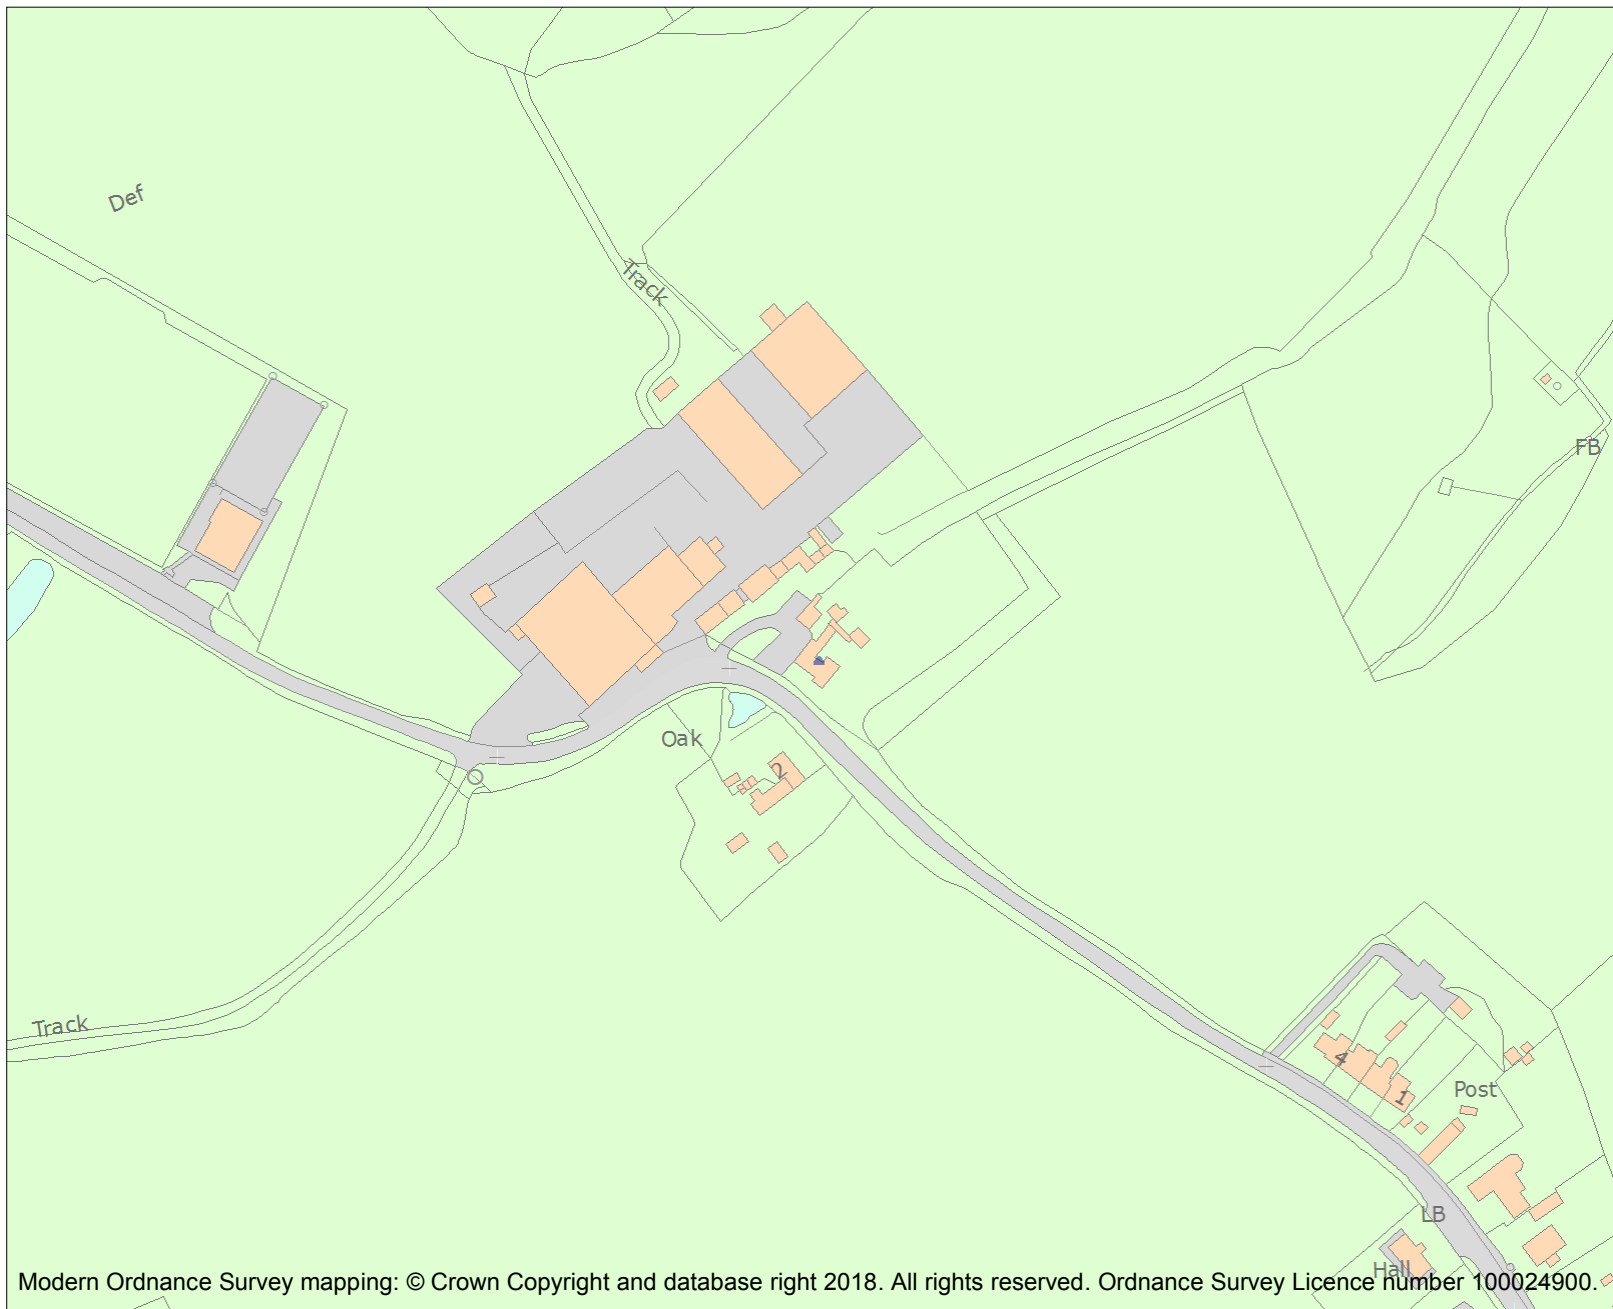 Def
Track
FB
Oak
2
Track
4
1
Post
LB
Hall
Modern Ordnance Survey mapping: © Crown Copyright and database right 2018. All rights reserved. Ordnance Survey Licence number 100024900.